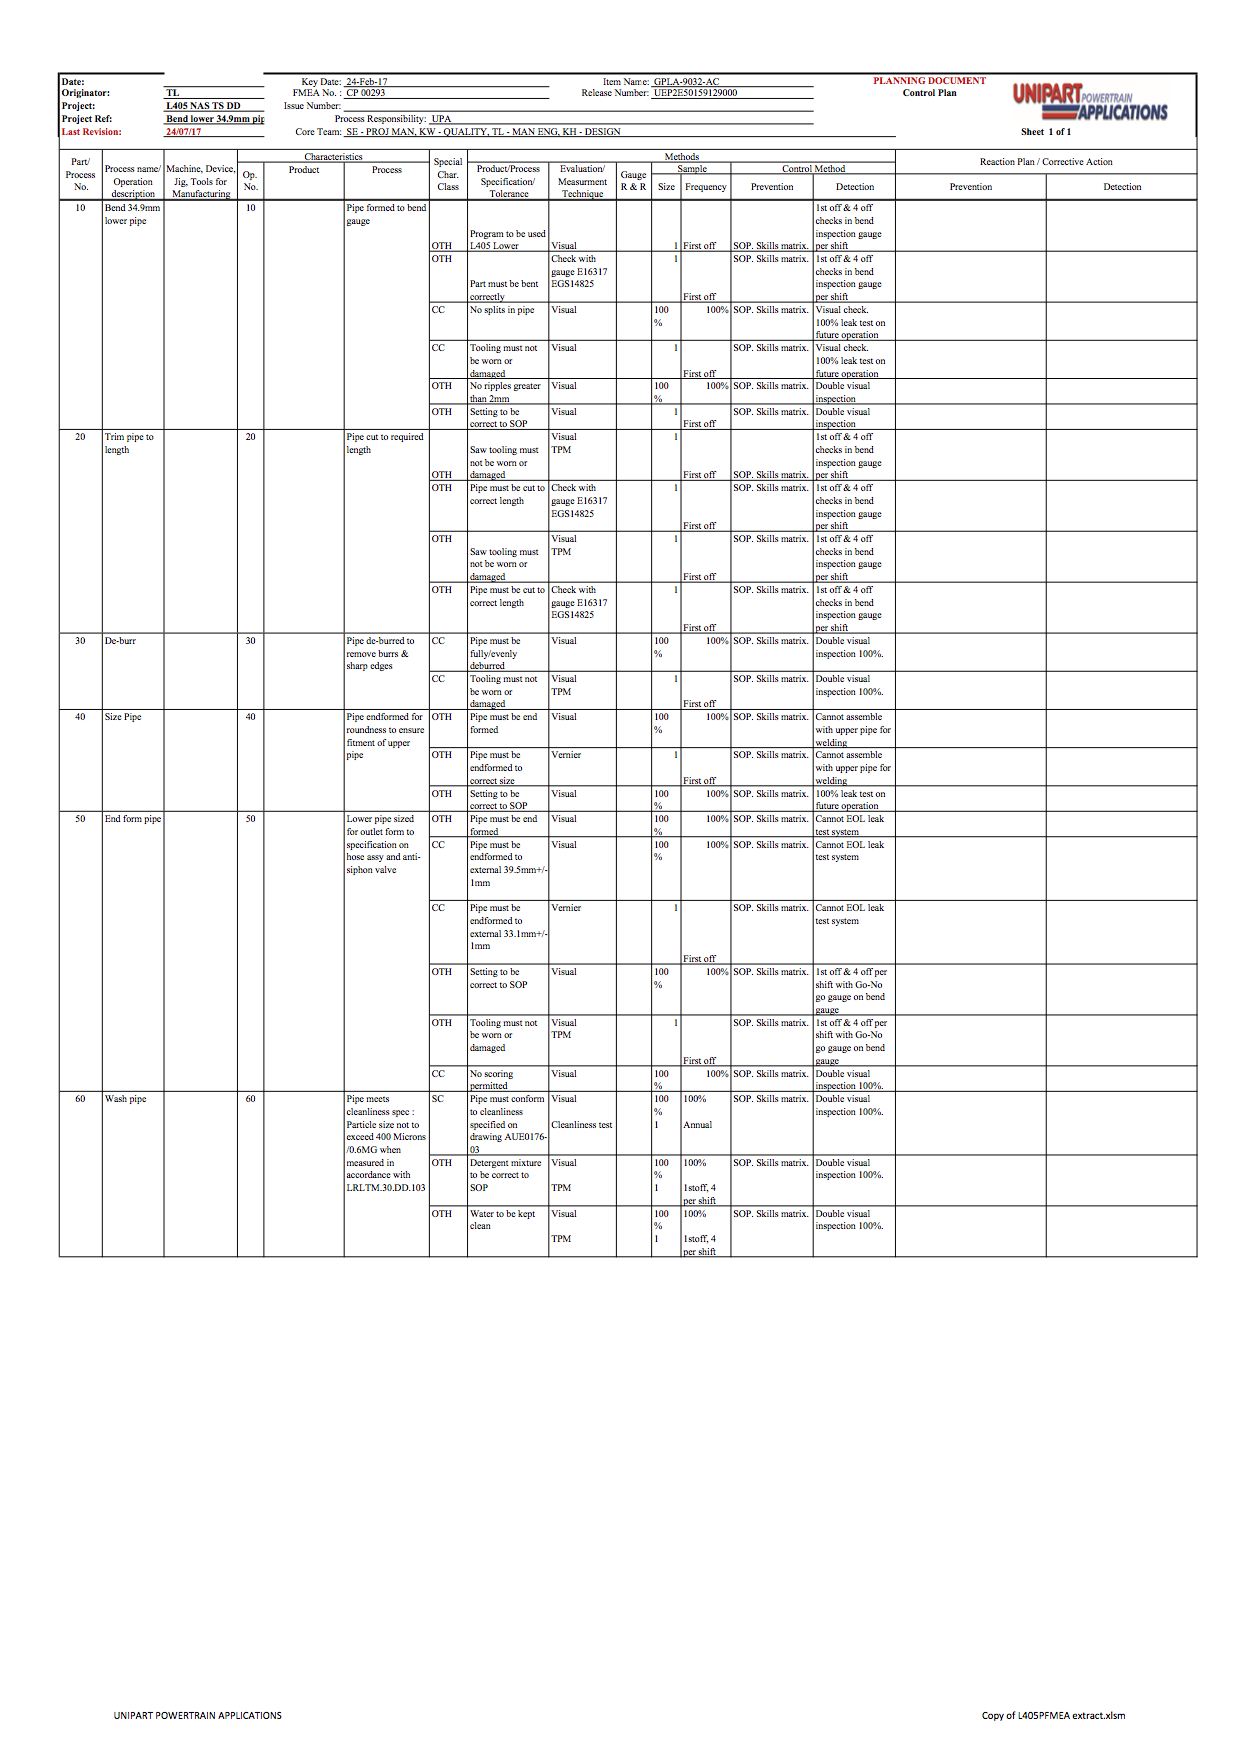 Date: Key Date: 24-Feb-17 Item Name: GPLA-9032-AC PLANNING DOCUMENT
Originator: TL FMEA No. : CP 00293 Release Number: UEP2E50159129000 Control Plan
UNIPART POWERTRAIN APPLICATIONS
Project: L405 NAS TS DD Issue Number:
Project Ref: Bend lower 34.9mm pip Process Responsibility: UPA
Last Revision: 24/07/17 Core Team: SE - PROJ MAN, KW - QUALITY, TL - MAN ENG, KH - DESIGN Sheet 1 of 1
Part/ Process No.
Process name/ Operation description
Machine, Device, Jig, Tools for Manufacturing
Characteristics
Op. No. Product Process
Special Char. Class
Methods
Product/Process Specification/ Tolerance
Evaluation/ Measurment Technique
Gauge R & R
Sample
Size Frequency
Control Method
Prevention Detection
Reaction Plan / Corrective Action
Prevention Detection
10 Bend 34.9mm lower pipe 10 Pipe formed to bend gauge
OTH Program to be used L405 Lower Visual 1 First off SOP. Skills matrix. 1st off & 4 off checks in bend inspection gauge per shift
OTH Part must be bent correctly Check with gauge E16317 EGS14825 1 First off SOP. Skills matrix. 1st off & 4 off checks in bend inspection gauge per shift
CC No splits in pipe Visual 100 % 100% SOP. Skills matrix. Visual check. 100% leak test on future operation
CC Tooling must not be worn or damaged Visual 1 First off SOP. Skills matrix. Visual check. 100% leak test on future operation
OTH No ripples greater than 2mm Visual 100 % 100% SOP. Skills matrix. Double visual inspection
OTH Setting to be correct to SOP Visual 1 First off SOP. Skills matrix. Double visual inspection
20 Trim pipe to length 20 Pipe cut to required length
OTH Saw tooling must not be worn or damaged Visual TPM 1 First off SOP. Skills matrix. 1st off & 4 off checks in bend inspection gauge per shift
OTH Pipe must be cut to correct length Check with gauge E16317 EGS14825 1 First off SOP. Skills matrix. 1st off & 4 off checks in bend inspection gauge per shift
OTH Saw tooling must not be worn or damaged Visual TPM 1 First off SOP. Skills matrix. 1st off & 4 off checks in bend inspection gauge per shift
OTH Pipe must be cut to correct length Check with gauge E16317 EGS14825 1 First off SOP. Skills matrix. 1st off & 4 off checks in bend inspection gauge per shift
30 De-burr 30 Pipe de-burred to remove burrs & sharp edges
CC Pipe must be fully/evenly deburred Visual 100 % 100% SOP. Skills matrix. Double visual inspection 100%.
CC Tooling must not be worn or damaged Visual TPM 1 First off SOP. Skills matrix. Double visual inspection 100%.
40 Size Pipe 40 Pipe endformed for roundness to ensure fitment of upper pipe
OTH Pipe must be end formed Visual 100 % 100% SOP. Skills matrix. Cannot assemble with upper pipe for welding
OTH Pipe must be endformed to correct size Vernier 1 First off SOP. Skills matrix. Cannot assemble with upper pipe for welding
OTH Setting to be correct to SOP Visual 100 % 100% SOP. Skills matrix. 100% leak test on future operation
50 End form pipe 50 Lower pipe sized for outlet form to specification on hose assy and anti-siphon valve
OTH Pipe must be end formed Visual 100 % 100% SOP. Skills matrix. Cannot EOL leak test system
CC Pipe must be endformed to external 39.5mm+/-1mm Visual 100 % 100% SOP. Skills matrix. Cannot EOL leak test system
CC Pipe must be endformed to external 33.1mm+/-1mm Vernier 1 First off SOP. Skills matrix. Cannot EOL leak test system
OTH Setting to be correct to SOP Visual 100 % 100% SOP. Skills matrix. 1st off & 4 off per shift with Go-No go gauge on bend gauge
OTH Tooling must not be worn or damaged Visual TPM 1 First off SOP. Skills matrix. 1st off & 4 off per shift with Go-No go gauge on bend gauge
CC No scoring permitted Visual 100 % 100% SOP. Skills matrix. Double visual inspection 100%.
60 Wash pipe 60 Pipe meets cleanliness spec : Particle size not to exceed 400 Microns /0.6MG when measured in accordance with LRLTM.30.DD.103
SC Pipe must conform to cleanliness specified on drawing AUE0176-03 Visual Cleanliness test 100 % 1 100% Annual SOP. Skills matrix. Double visual inspection 100%.
OTH Detergent mixture to be correct to SOP Visual TPM 100 % 1 100% 1stoff, 4 per shift SOP. Skills matrix. Double visual inspection 100%.
OTH Water to be kept clean Visual TPM 100 % 1 100% 1stoff, 4 per shift SOP. Skills matrix. Double visual inspection 100%.
UNIPART POWERTRAIN APPLICATIONS Copy of L405PFMEA extract.xlsm